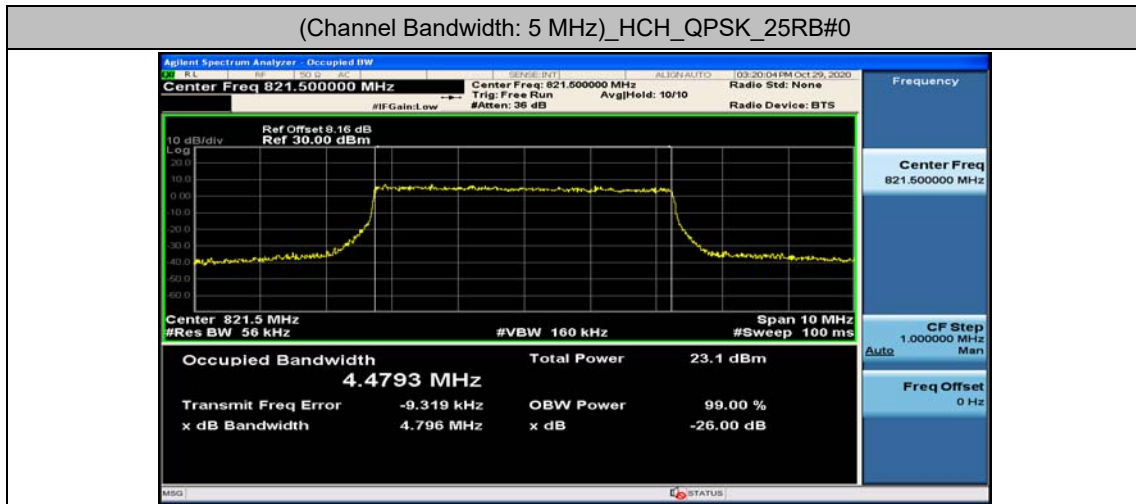 (Channel Bandwidth: 5 MHz)_HCH_QPSK_25RB#0
Agilent Spectrum Analyzer - Occupied BW
RL RF 50 Ω AC SENSE:INT ALIGN AUTO 03:20:04 PM Oct 29, 2020
Center Freq 821.500000 MHz
Center Freq: 821.500000 MHz
Radio Std: None
Trig: Free Run Avg|Hold: 10/10
#IFGain:Low #Atten: 36 dB Radio Device: BTS
Ref Offset 8.16 dB
10 dB/div Ref 30.00 dBm
Log
20.0
10.0
0.00
-10.0
-20.0
-30.0
-40.0
-50.0
-60.0
Center 821.5 MHz Span 10 MHz
#Res BW 56 kHz #VBW 160 kHz #Sweep 100 ms
Occupied Bandwidth Total Power 23.1 dBm
4.4793 MHz
Transmit Freq Error -9.319 kHz OBW Power 99.00 %
x dB Bandwidth 4.796 MHz x dB -26.00 dB
MSG STATUS
Frequency
Center Freq
821.500000 MHz
CF Step
1.000000 MHz
Auto Man
Freq Offset
0 Hz